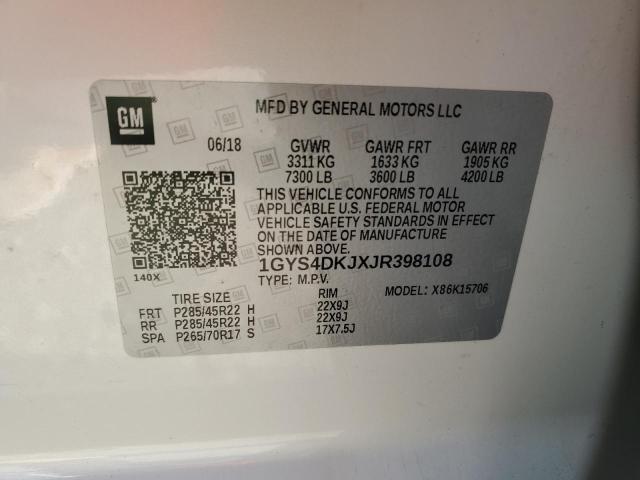 GM
MFD BY GENERAL MOTORS LLC
06/18 GVWR GAWR FRT GAWR RR
3311 KG 1633 KG 1905 KG
7300 LB 3600 LB 4200 LB
THIS VEHICLE CONFORMS TO ALL
APPLICABLE U.S. FEDERAL MOTOR
VEHICLE SAFETY STANDARDS IN EFFECT
ON THE DATE OF MANUFACTURE
SHOWN ABOVE.
1GYS4DKJXJR398108
140X TYPE: M.P.V. MODEL: X86K15706
TIRE SIZE RIM
FRT P285/45R22 H 22X9J
RR P285/45R22 H 22X9J
SPA P265/70R17 S 17X7.5J